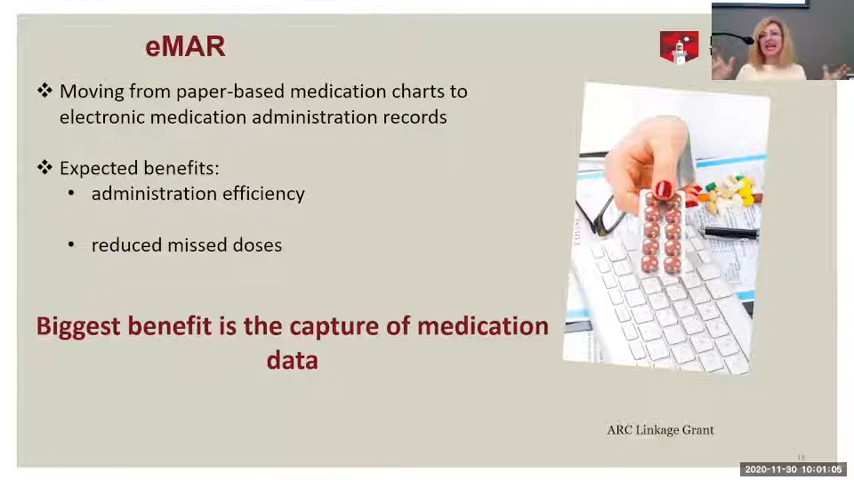 eMAR
❖ Moving from paper-based medication charts to
electronic medication administration records
❖ Expected benefits:
• administration efficiency
• reduced missed doses
Biggest benefit is the capture of medication
data
ARC Linkage Grant
2020-11-30 10:01:05